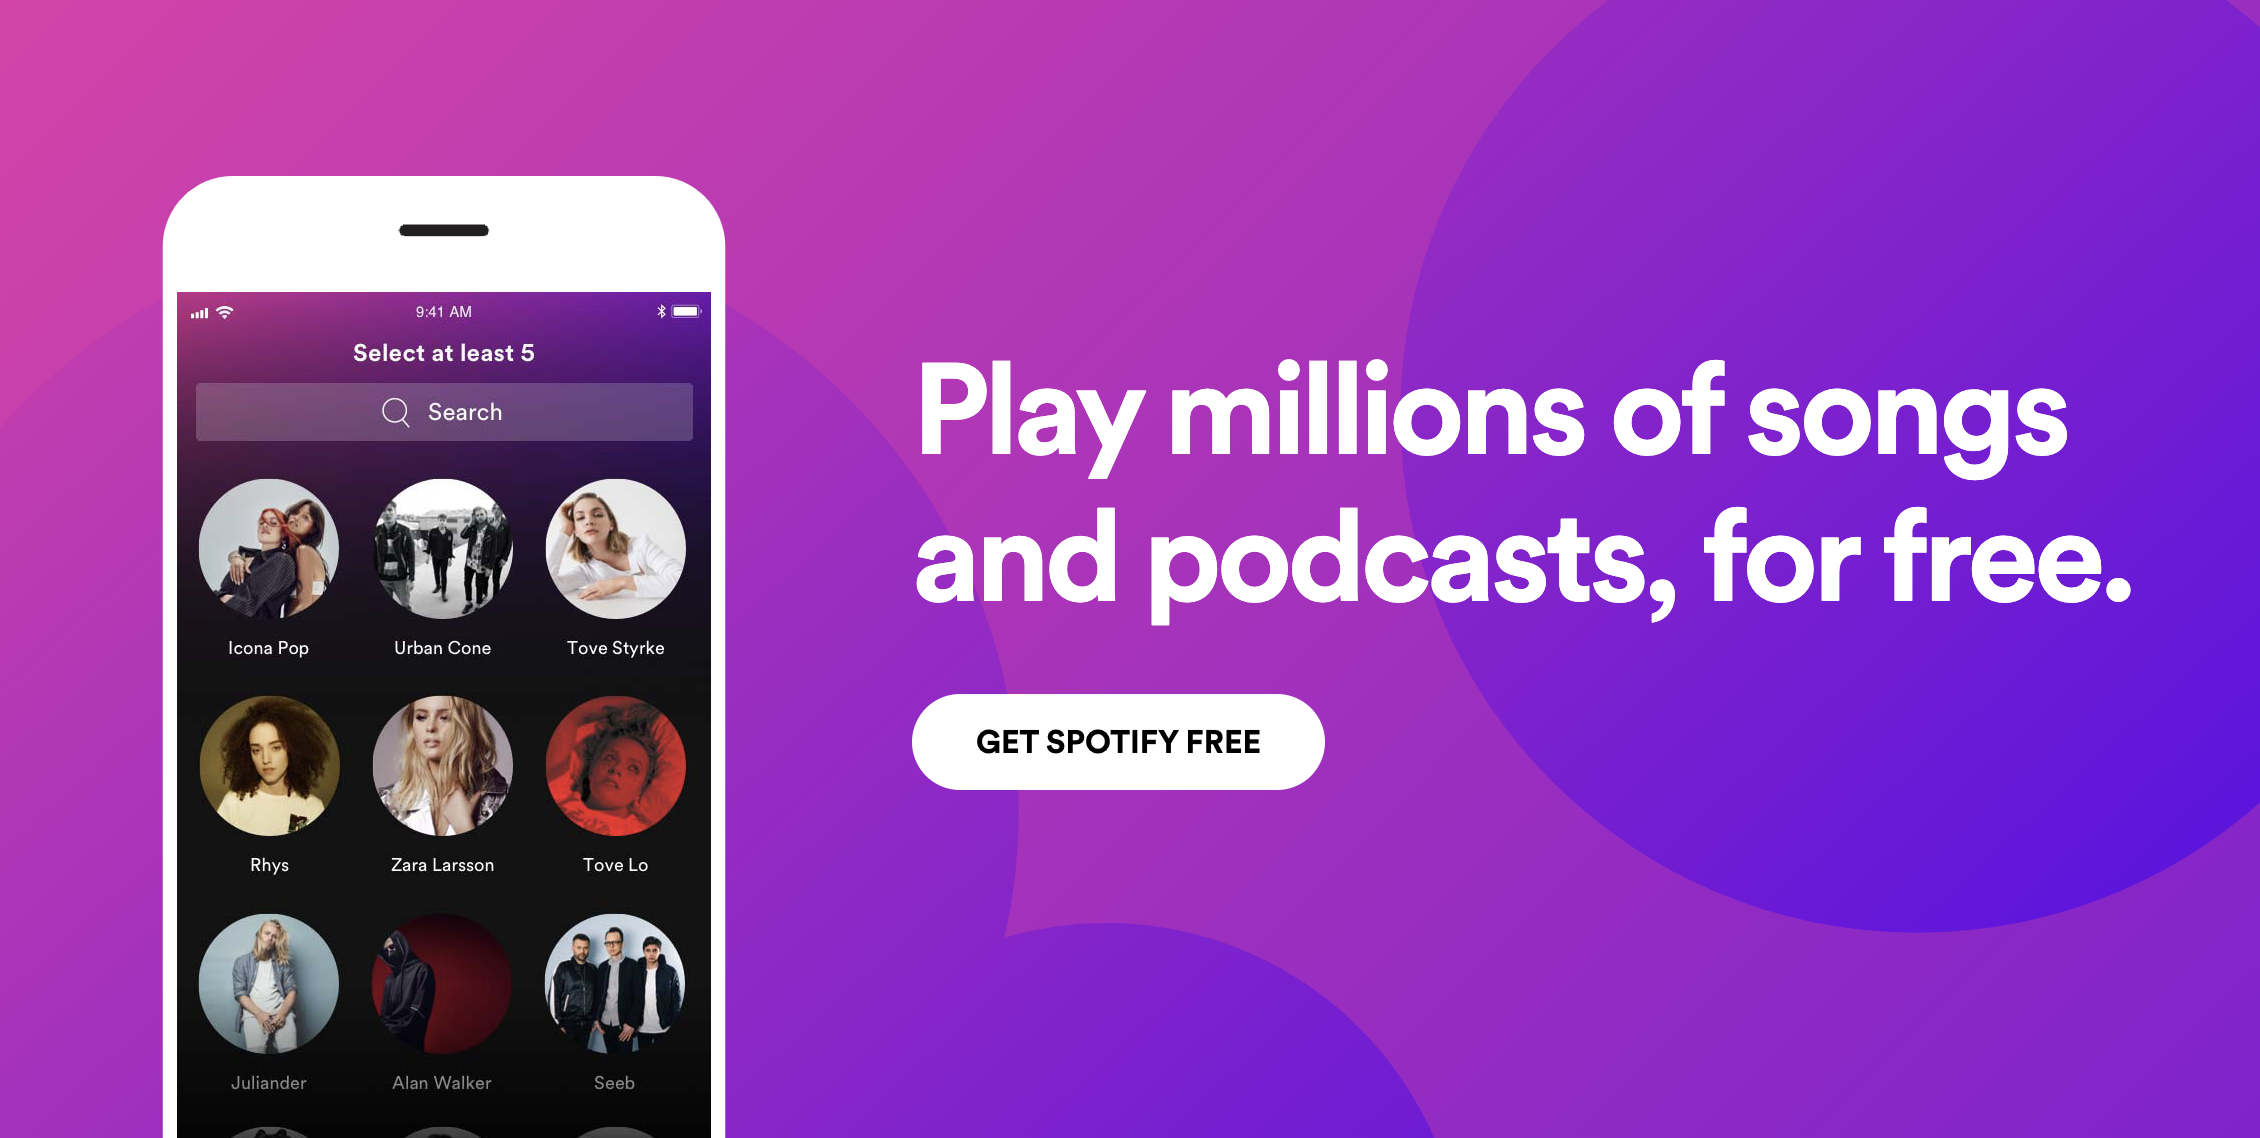 9:41 AM
Select at least 5
Search
Icona Pop
Urban Cone
Tove Styrke
Rhys
Zara Larsson
Tove Lo
Juliander
Alan Walker
Seeb
Play millions of songs
and podcasts, for free.
GET SPOTIFY FREE